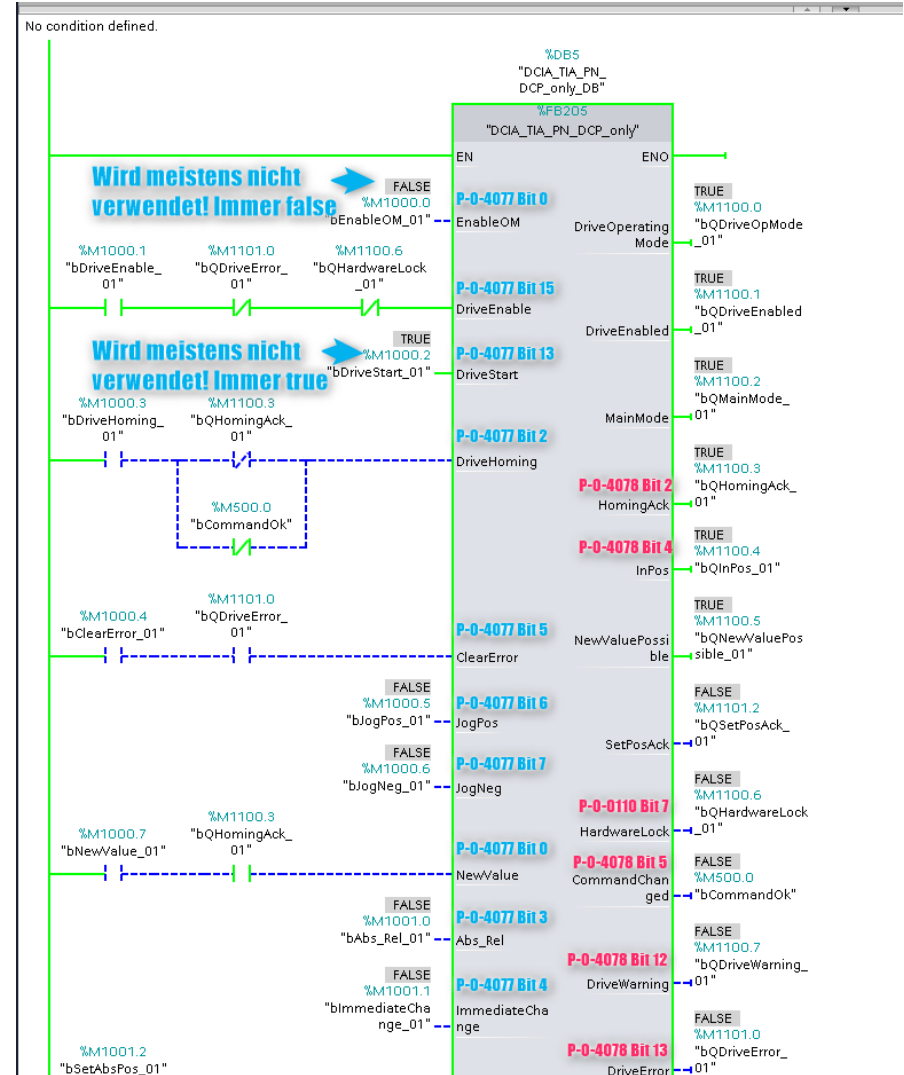 No condition defined.
%DB5
"DCIA_TIA_PN_
DCP_only_DB"
%FB205
"DCIA_TIA_PN_DCP_only"
EN
ENO
Wird meistens nicht
verwendet! Immer false
FALSE
%M1000.0
"bEnableOM_01"
P-0-4077 Bit 0
EnableOM
DriveOperating
Mode
TRUE
%M1100.0
"bQDriveOpMode
_01"
%M1000.1
"bDriveEnable_
01"
%M1101.0
"bQDriveError_
01"
%M1100.6
"bQHardwareLock
_01"
P-0-4077 Bit 15
DriveEnable
DriveEnabled
TRUE
%M1100.1
"bQDriveEnabled
_01"
Wird meistens nicht
verwendet! Immer true
TRUE
%M1000.2
"bDriveStart_01"
P-0-4077 Bit 13
DriveStart
MainMode
TRUE
%M1100.2
"bQMainMode_
01"
%M1000.3
"bDriveHoming_
01"
%M1100.3
"bQHomingAck_
01"
P-0-4077 Bit 2
DriveHoming
%M500.0
"bCommandOk"
P-0-4078 Bit 2
HomingAck
TRUE
%M1100.3
"bQHomingAck_
01"
P-0-4078 Bit 4
InPos
TRUE
%M1100.4
"bQInPos_01"
%M1000.4
"bClearError_01"
%M1101.0
"bQDriveError_
01"
P-0-4077 Bit 5
ClearError
NewValuePossi
ble
TRUE
%M1100.5
"bQNewValuePos
sible_01"
FALSE
%M1000.5
"bJogPos_01"
P-0-4077 Bit 6
JogPos
SetPosAck
FALSE
%M1101.2
"bQSetPosAck_
01"
FALSE
%M1000.6
"bJogNeg_01"
P-0-4077 Bit 7
JogNeg
P-0-0110 Bit 7
HardwareLock
FALSE
%M1100.6
"bQHardwareLock
_01"
%M1000.7
"bNewValue_01"
%M1100.3
"bQHomingAck_
01"
P-0-4077 Bit 0
NewValue
P-0-4078 Bit 5
CommandChan
ged
FALSE
%M500.0
"bCommandOk"
FALSE
%M1001.0
"bAbs_Rel_01"
P-0-4077 Bit 3
Abs_Rel
P-0-4078 Bit 12
DriveWarning
FALSE
%M1100.7
"bQDriveWarning_
01"
FALSE
%M1001.1
"bImmediateCha
nge_01"
P-0-4077 Bit 4
ImmediateCha
nge
P-0-4078 Bit 13
DriveError
FALSE
%M1101.0
"bQDriveError_
01"
%M1001.2
"bSetAbsPos_01"